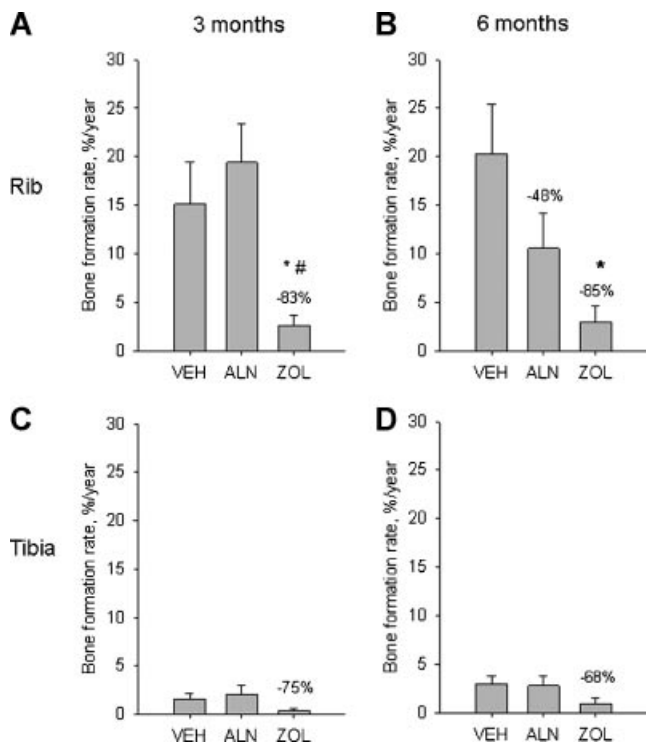 A
3 months
B
6 months
Rib
Bone formation rate, %/year
30
25
20
15
10
5
0
* #
-83%
VEH ALN ZOL
Bone formation rate, %/year
30
25
20
15
10
5
0
-48%
*
-85%
VEH ALN ZOL
C
D
Tibia
Bone formation rate, %/year
30
25
20
15
10
5
0
-75%
VEH ALN ZOL
Bone formation rate, %/year
30
25
20
15
10
5
0
-68%
VEH ALN ZOL